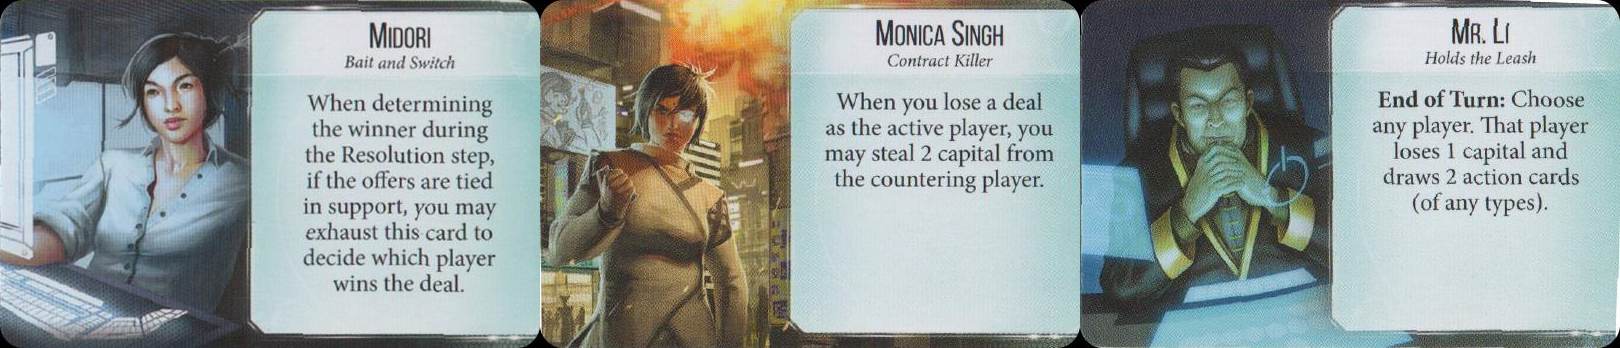 MIDORI
Bait and Switch
When determining
the winner during
the Resolution step,
if the offers are tied
in support, you may
exhaust this card to
decide which player
wins the deal.
MONICA SINGH
Contract Killer
When you lose a deal
as the active player, you
may steal 2 capital from
the countering player.
MR. LI
Holds the Leash
End of Turn: Choose
any player. That player
loses 1 capital and
draws 2 action cards
(of any types).